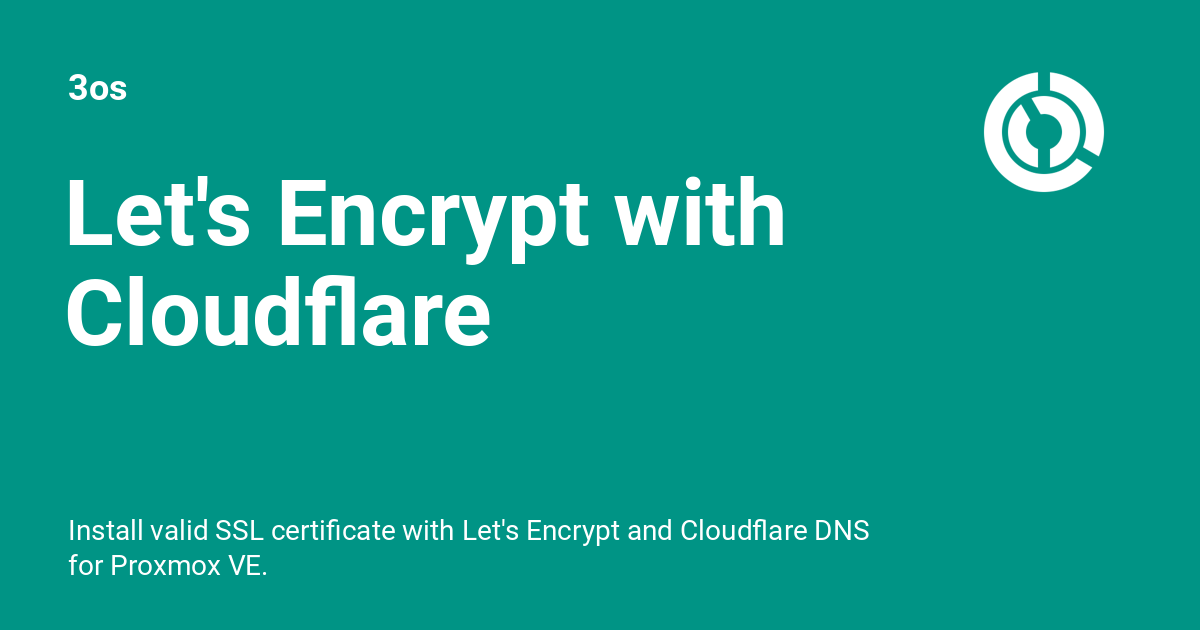 3os
Let's Encrypt with
Cloudflare
Install valid SSL certificate with Let's Encrypt and Cloudflare DNS
for Proxmox VE.